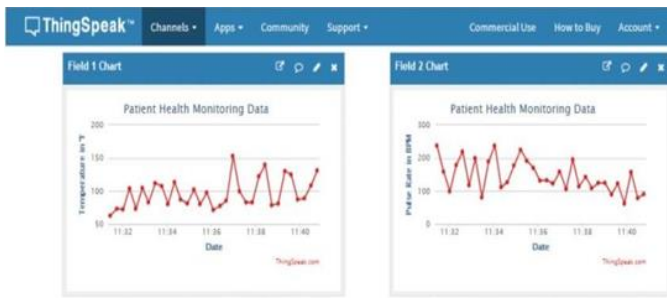 ThingSpeak™ Channels Apps Community Support Commercial Use How to Buy Account
Field 1 Chart
Patient Health Monitoring Data
Temperature in °F
200
150
100
50
11:32 11:34 11:36 11:38 11:40
Date
ThingSpeak.com
Field 2 Chart
Patient Health Monitoring Data
Pulse Rate in BPM
300
200
100
0
11:32 11:34 11:36 11:38 11:40
Date
ThingSpeak.com